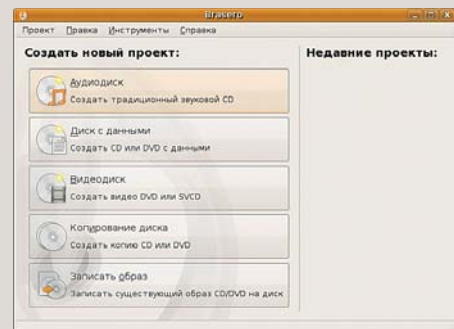 Brasero
Проект Правка Инструменты Справка
Создать новый проект:
Недавние проекты:
Аудиодиск
Создать традиционный звуковой CD
Диск с данными
Создать CD или DVD с данными
Видеодиск
Создать видео DVD или SVCD
Копирование диска
Создать копию CD или DVD
Записать образ
Записать существующий образ CD/DVD на диск